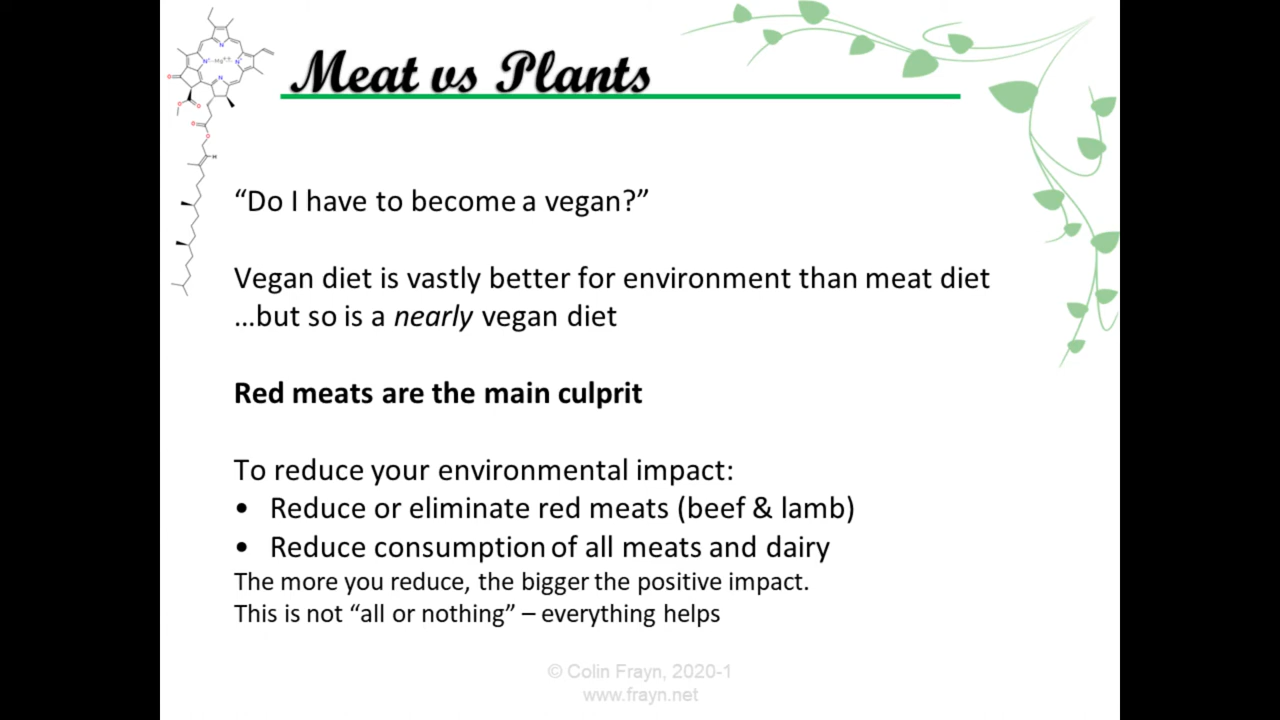 Meat vs Plants
“Do I have to become a vegan?”
Vegan diet is vastly better for environment than meat diet
...but so is a nearly vegan diet
Red meats are the main culprit
To reduce your environmental impact:
• Reduce or eliminate red meats (beef & lamb)
• Reduce consumption of all meats and dairy
The more you reduce, the bigger the positive impact.
This is not “all or nothing” – everything helps
© Colin Frayn, 2020-1
www.frayn.net